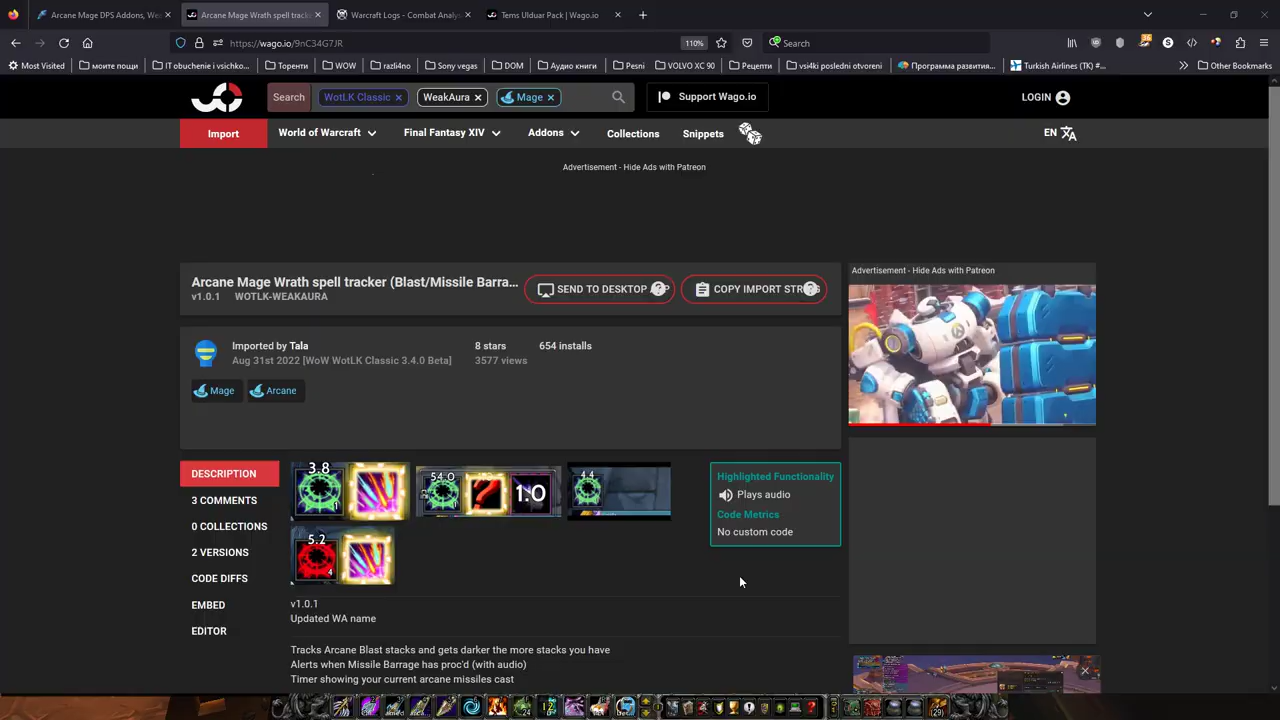 Arcane Mage DPS Addons, Wea
Arcane Mage Wrath spell tracke
Warcraft Logs - Combat Analys
Tems Ulduar Pack | Wago.io
https://wago.io/9nC34G7JR
110%
Search
Most Visited
моите пощи
IT obuchenie i vsichko...
Торенти
WOW
razli4no
Sony vegas
DOM
Аудио книги
Pesni
VOLVO XC 90
Рецепти
vsi4ki posledni otvoreni
Программа развития...
Turkish Airlines (TK) #...
Other Bookmarks
Search
WotLK Classic
WeakAura
Mage
Support Wago.io
LOGIN
Import
World of Warcraft
Final Fantasy XIV
Addons
Collections
Snippets
EN
Advertisement - Hide Ads with Patreon
Arcane Mage Wrath spell tracker (Blast/Missile Barra...
SEND TO DESKTOP
COPY IMPORT
v1.0.1 WOTLK-WEAKAURA
Advertisement - Hide Ads with Patreon
Imported by Tala
8 stars
654 installs
Aug 31st 2022 [WoW WotLK Classic 3.4.0 Beta]
3577 views
Mage
Arcane
DESCRIPTION
3 COMMENTS
0 COLLECTIONS
2 VERSIONS
CODE DIFFS
EMBED
EDITOR
3.8
1
54.0
1.0
4.4
5.2
4
Highlighted Functionality
Plays audio
Code Metrics
No custom code
v1.0.1
Updated WA name
Tracks Arcane Blast stacks and gets darker the more stacks you have
Alerts when Missile Barrage has proc'd (with audio)
Timer showing your current arcane missiles cast